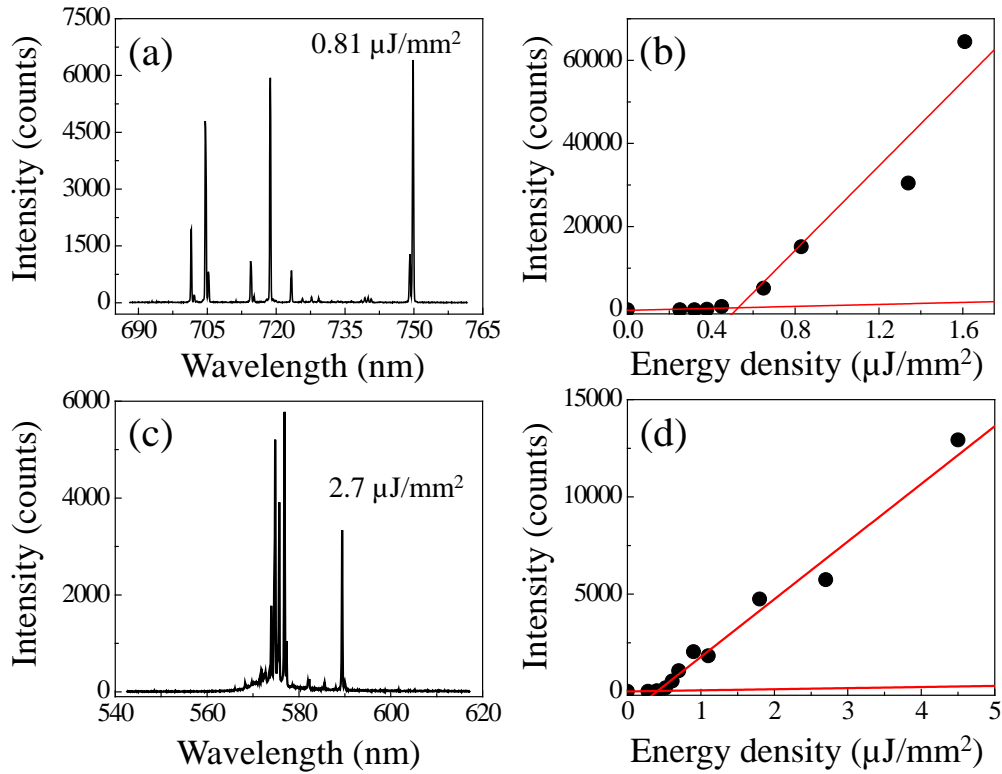 (a)
0.81 µJ/mm²
7500
6000
4500
3000
1500
0
690 705 720 735 750 765
Intensity (counts)
Wavelength (nm)
(b)
60000
40000
20000
0
0.0 0.4 0.8 1.2 1.6
Intensity (counts)
Energy density (µJ/mm²)
(c)
2.7 µJ/mm²
6000
4000
2000
0
540 560 580 600 620
Intensity (counts)
Wavelength (nm)
(d)
15000
10000
5000
0
0 1 2 3 4 5
Intensity (counts)
Energy density (µJ/mm²)